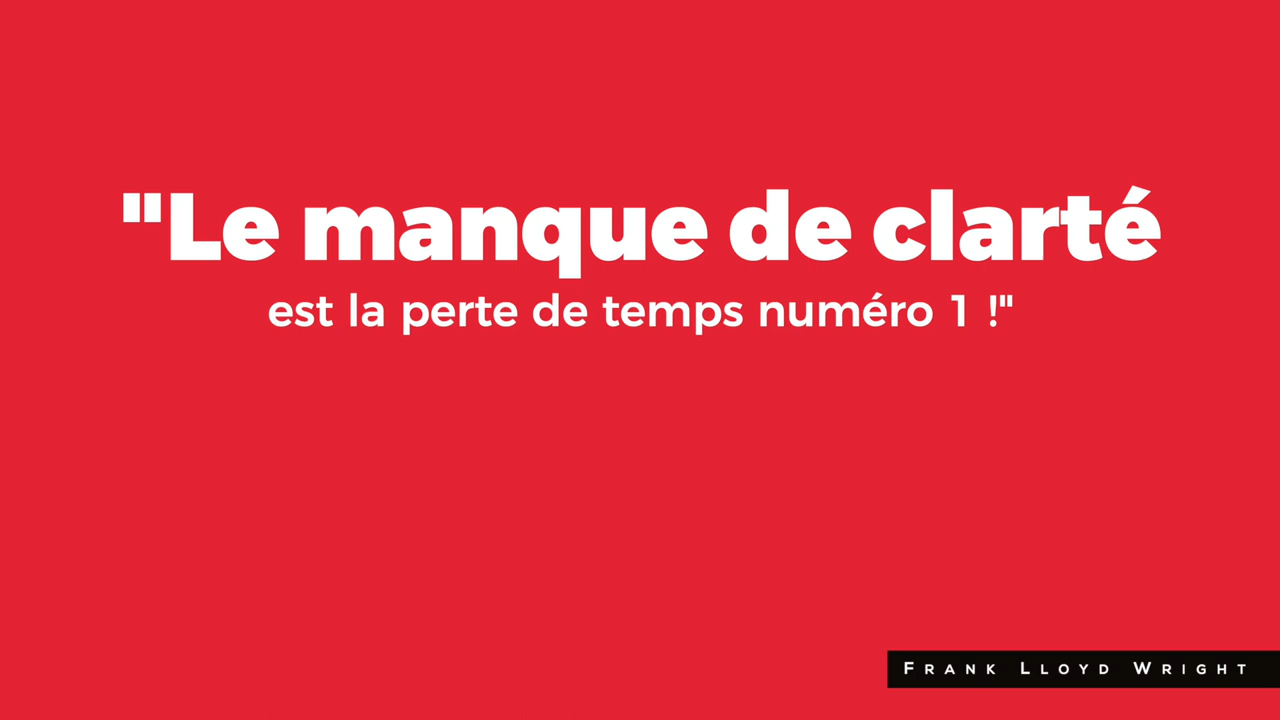 "Le manque de clarté
est la perte de temps numéro 1 !"
Frank Lloyd Wright